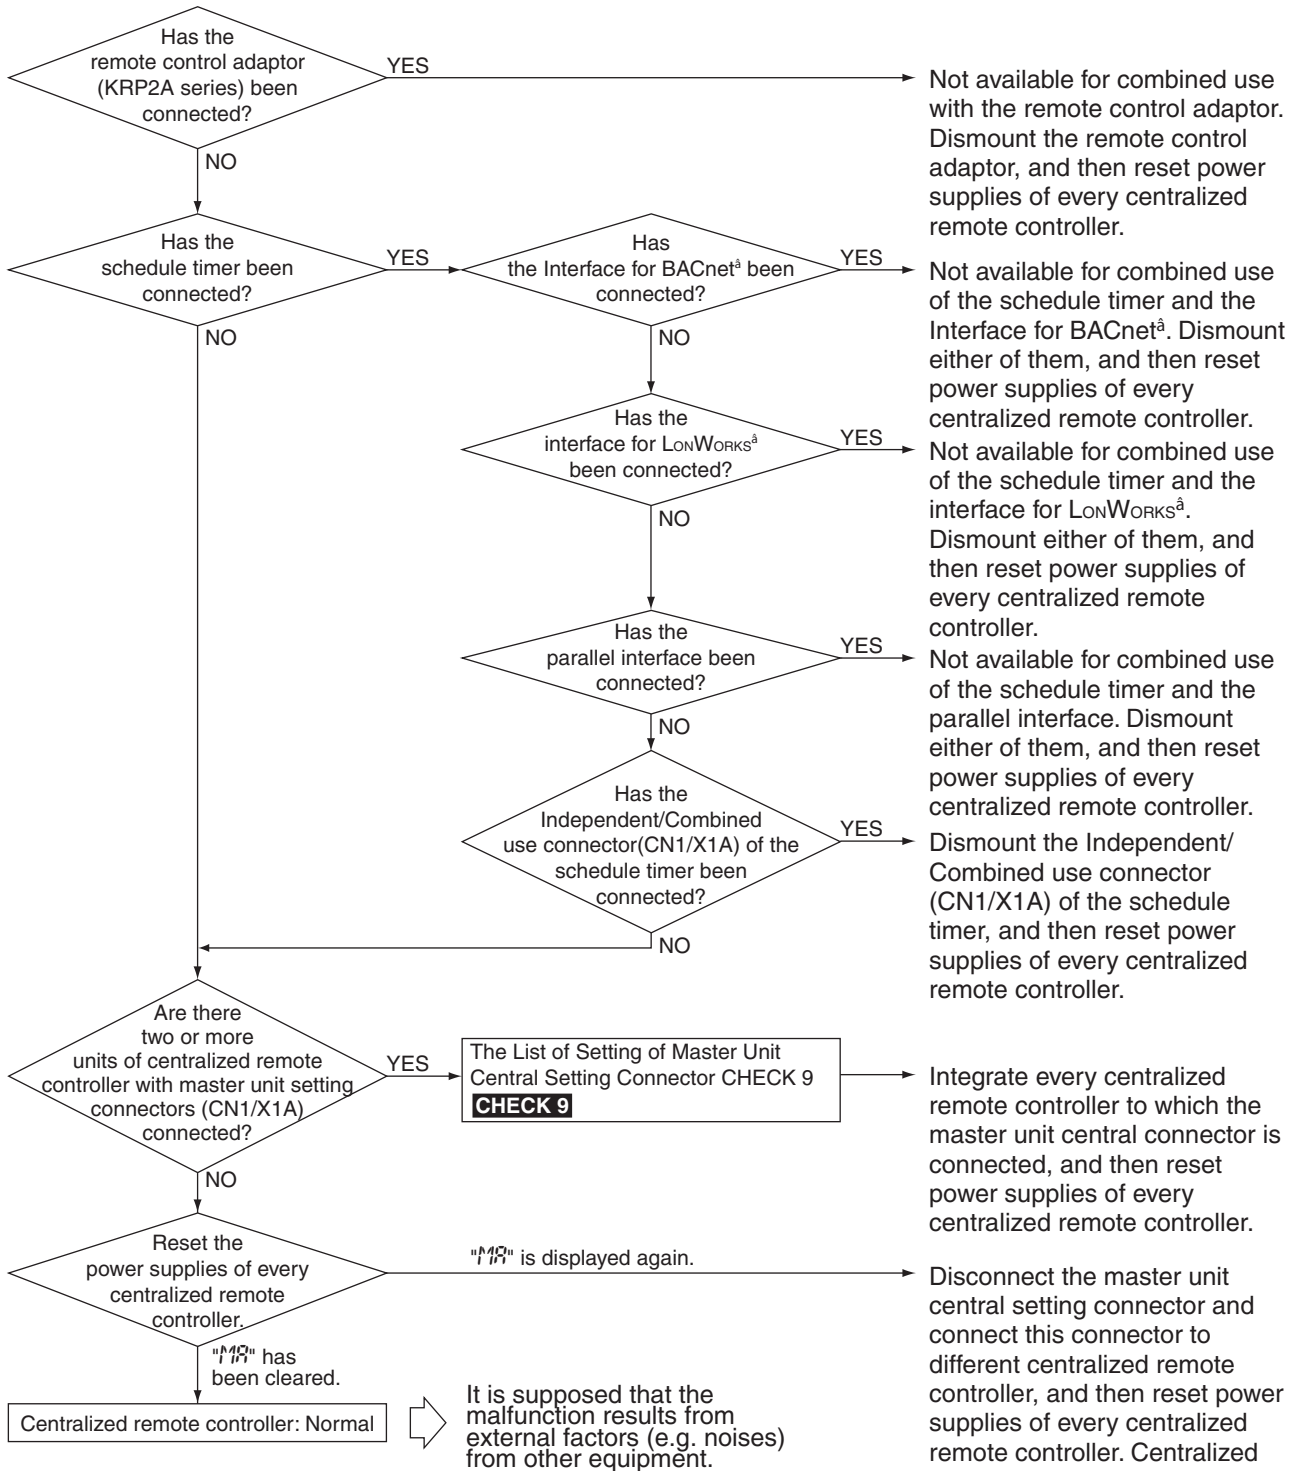 Has the
remote control adaptor
(KRP2A series) been
connected?
YES
Not available for combined use
with the remote control adaptor.
Dismount the remote control
adaptor, and then reset power
supplies of every centralized
remote controller.
NO
Has the
schedule timer been
connected?
YES
Has
the Interface for BACnetâ been
connected?
YES
Not available for combined use
of the schedule timer and the
Interface for BACnetâ. Dismount
either of them, and then reset
power supplies of every
centralized remote controller.
NO
NO
Has the
interface for LONWORKSâ
been connected?
YES
Not available for combined use
of the schedule timer and the
interface for LONWORKSâ.
Dismount either of them, and
then reset power supplies of
every centralized remote
controller.
NO
Has the
parallel interface been
connected?
YES
Not available for combined use
of the schedule timer and the
parallel interface. Dismount
either of them, and then reset
power supplies of every
centralized remote controller.
NO
Has the
Independent/Combined
use connector(CN1/X1A) of the
schedule timer been
connected?
YES
Dismount the Independent/
Combined use connector
(CN1/X1A) of the schedule
timer, and then reset power
supplies of every centralized
remote controller.
NO
Are there
two or more
units of centralized remote
controller with master unit setting
connectors (CN1/X1A)
connected?
YES
The List of Setting of Master Unit
Central Setting Connector CHECK 9
CHECK 9
Integrate every centralized
remote controller to which the
master unit central connector is
connected, and then reset
power supplies of every
centralized remote controller.
NO
Reset the
power supplies of every
centralized remote
controller.
"MA" is displayed again.
Disconnect the master unit
central setting connector and
connect this connector to
different centralized remote
controller, and then reset power
supplies of every centralized
remote controller. Centralized
"MA" has
been cleared.
Centralized remote controller: Normal
It is supposed that the
malfunction results from
external factors (e.g. noises)
from other equipment.